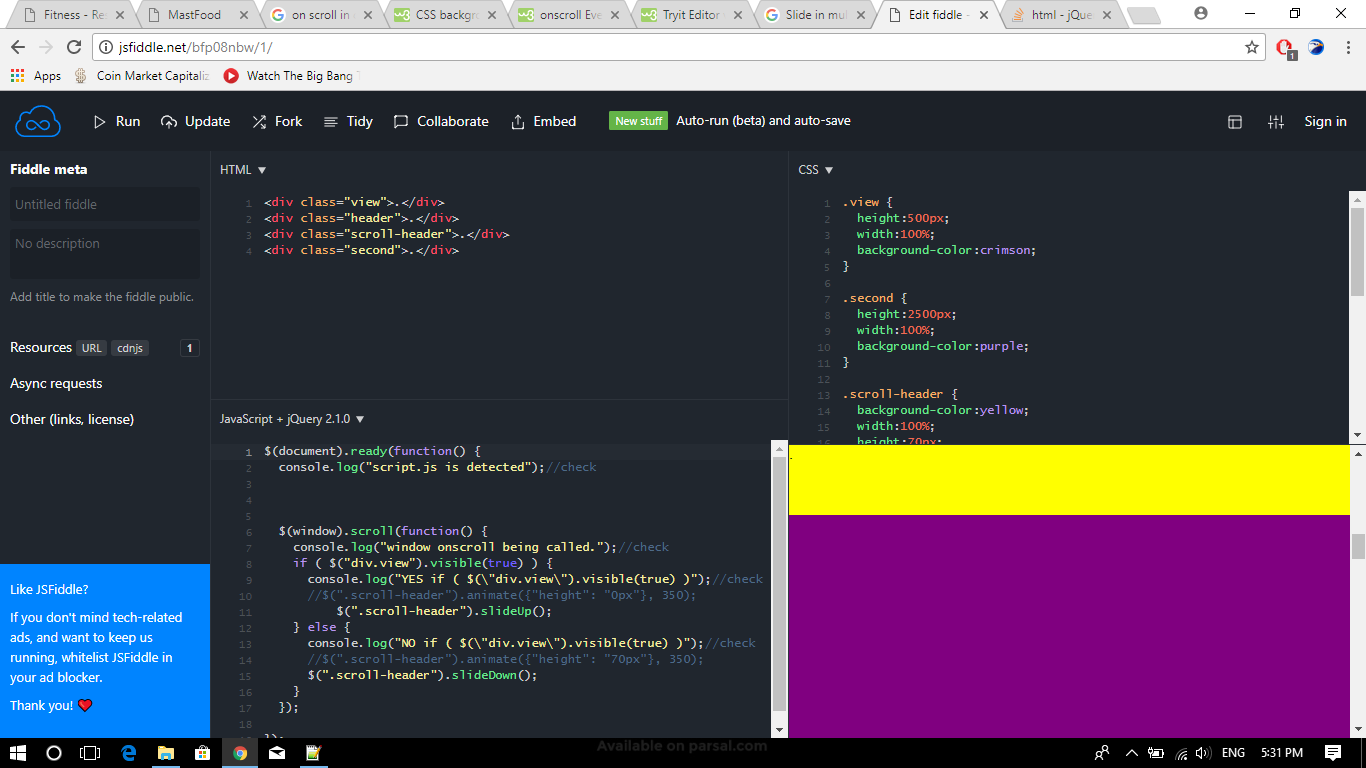 Fitness - Re
MastFood
on scroll in
CSS backgr
onscroll Eve
Tryit Editor
Slide in mul
Edit fiddle -
html - jQue
jsfiddle.net/bfp08nbw/1/
1
Apps
Coin Market Capitaliz
Watch The Big Bang T
Run
Update
Fork
Tidy
Collaborate
Embed
New stuff
Auto-run (beta) and auto-save
Sign in
Fiddle meta
Untitled fiddle
No description
Add title to make the fiddle public.
Resources URL cdnjs 1
Async requests
Other (links, license)
Like JSFiddle?
If you don't mind tech-related
ads, and want to keep us
running, whitelist JSFiddle in
your ad blocker.
Thank you!
HTML
1 <div class="view">.</div>
2 <div class="header">.</div>
3 <div class="scroll-header">.</div>
4 <div class="second">.</div>
CSS
1 .view {
2 height:500px;
3 width:100%;
4 background-color:crimson;
5 }
6
7 .second {
8 height:2500px;
9 width:100%;
10 background-color:purple;
11 }
12
13 .scroll-header {
14 background-color:yellow;
15 width:100%;
16 height:70px;
JavaScript + jQuery 2.1.0
1 $(document).ready(function() {
2 console.log("script.js is detected");//check
3
4
5
6 $(window).scroll(function() {
7 console.log("window onscroll being called.");//check
8 if ( $("div.view").visible(true) ) {
9 console.log("YES if ( $(\"div.view\").visible(true) )");//check
10 //$(".scroll-header").animate({"height": "0px"}, 350);
11 $(".scroll-header").slideUp();
12 } else {
13 console.log("NO if ( $(\"div.view\").visible(true) )");//check
14 //$(".scroll-header").animate({"height": "70px"}, 350);
15 $(".scroll-header").slideDown();
16 }
17 });
18
});
.
Available on parsal.com
ENG
5:31 PM